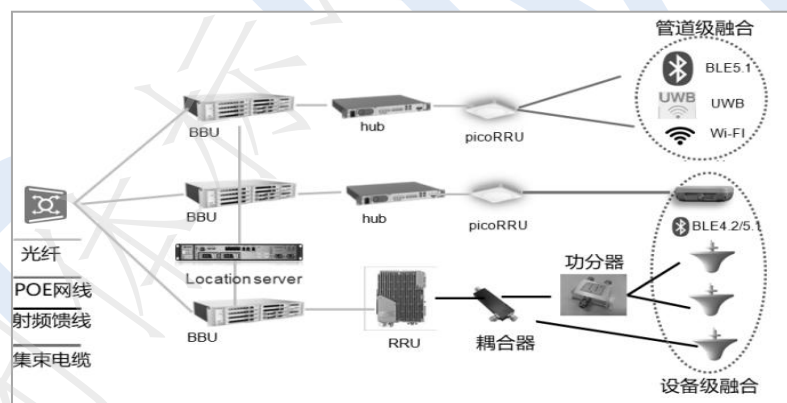 管道级融合
BLE5.1
UWB
UWB
Wi-FI
BBU
hub
picoRRU
BBU
hub
picoRRU
BLE4.2/5.1
光纤
Location server
功分器
POE网线
射频馈线
BBU
RRU
耦合器
集束电缆
设备级融合